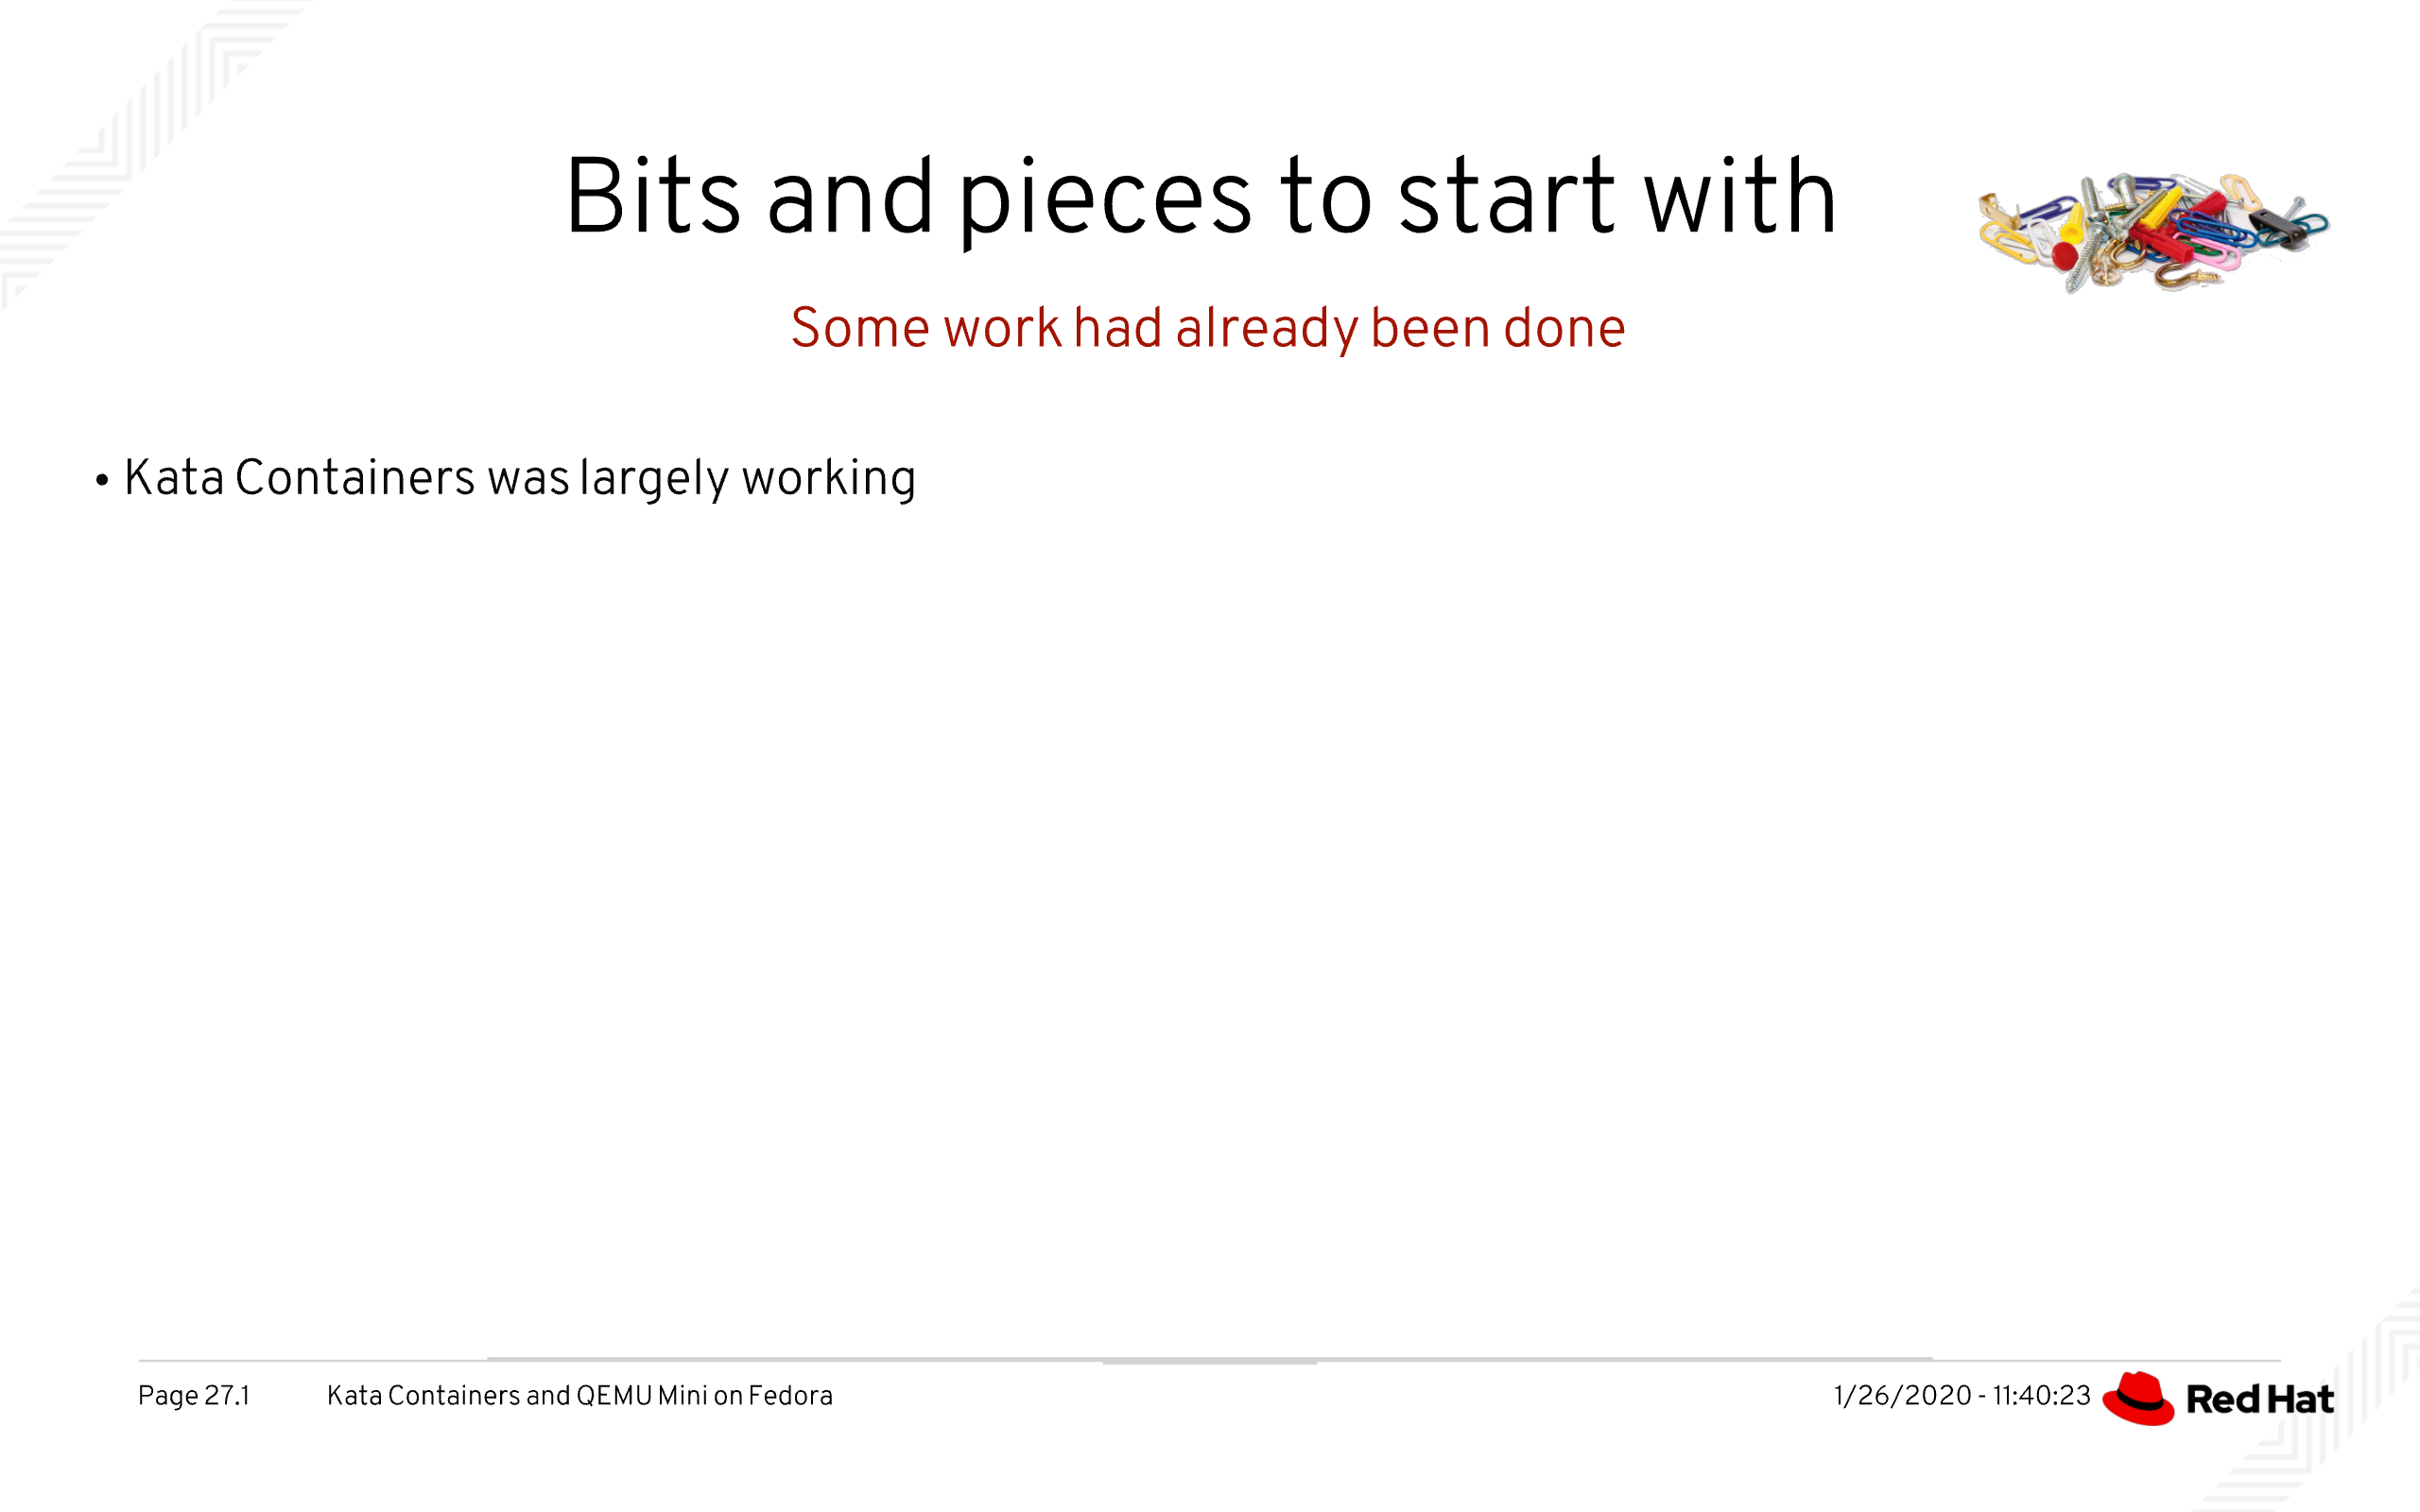 Bits and pieces to start with
Some work had already been done
• Kata Containers was largely working
Page 27.1 Kata Containers and QEMU Mini on Fedora 1/26/2020 - 11:40:23 Red Hat